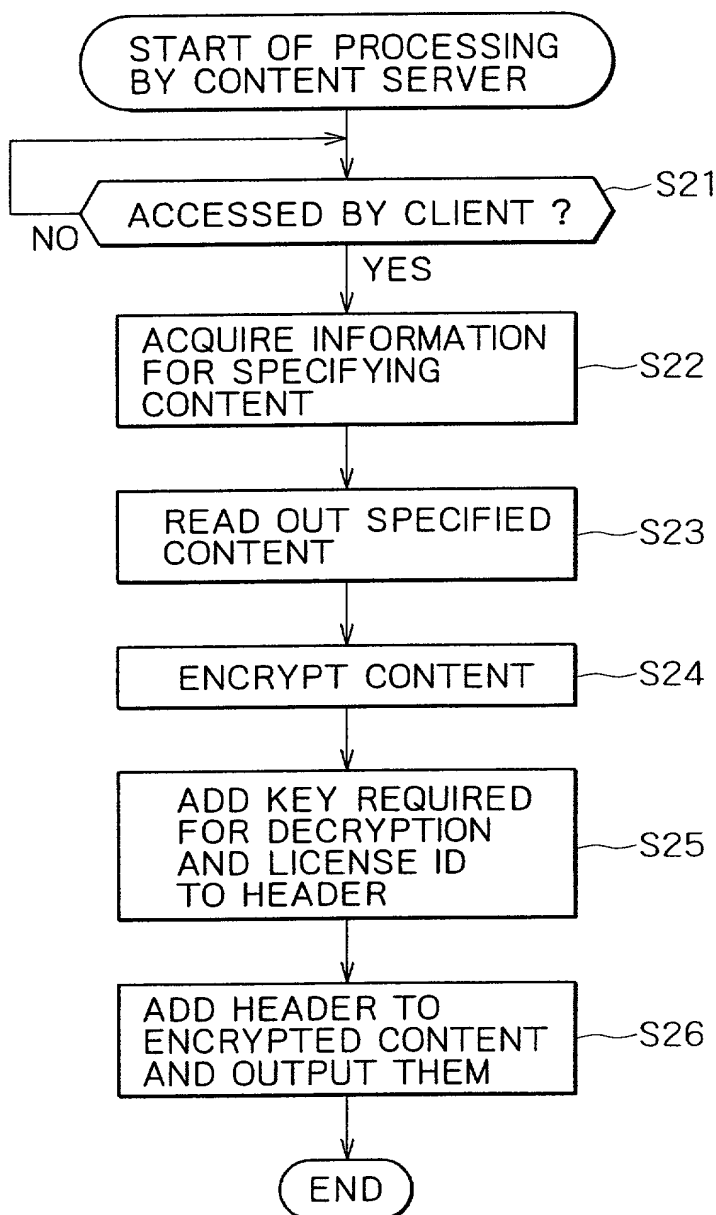 START OF PROCESSING
BY CONTENT SERVER
ACCESSED BY CLIENT ?
S21
NO
YES
ACQUIRE INFORMATION
FOR SPECIFYING
CONTENT
S22
READ OUT SPECIFIED
CONTENT
S23
ENCRYPT CONTENT
S24
ADD KEY REQUIRED
FOR DECRYPTION
AND LICENSE ID
TO HEADER
S25
ADD HEADER TO
ENCRYPTED CONTENT
AND OUTPUT THEM
S26
END